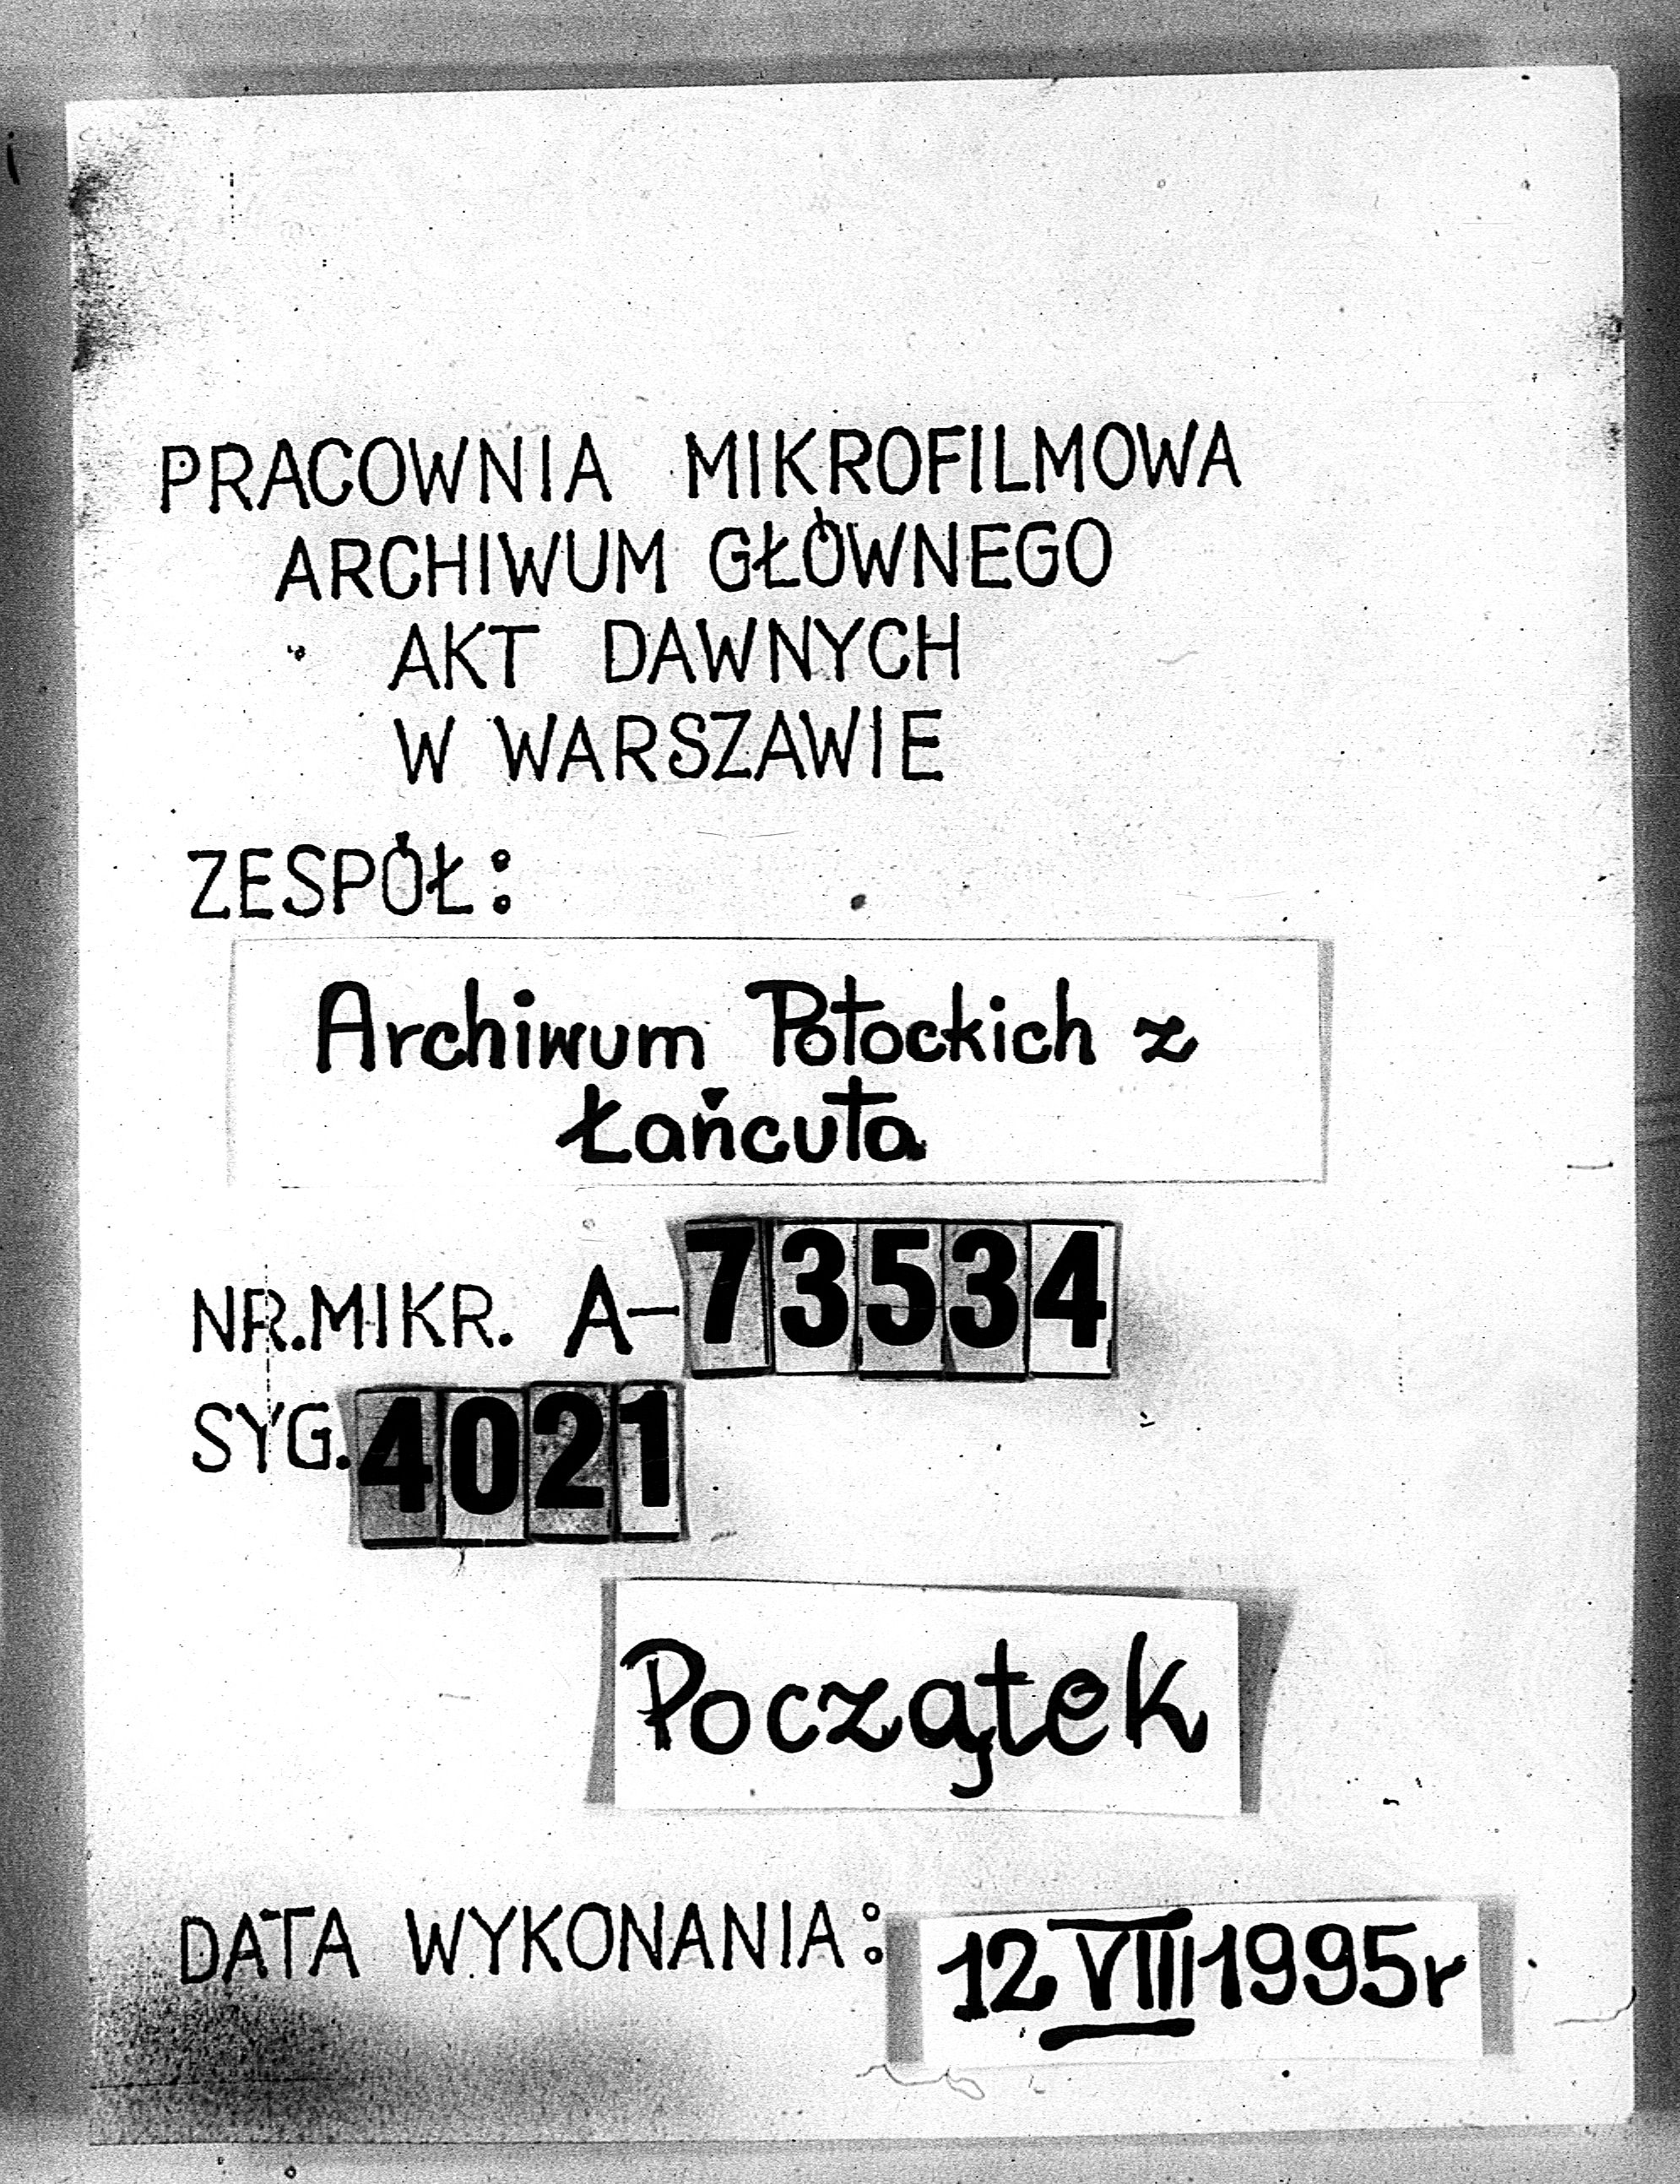 PRACOWNIA MIKROFILMOWA
ARCHIWUM GŁÓWNEGO
AKT DAWNYCH
W WARSZAWIE
ZESPÓŁ:
Archiwum Potockich z
Łańcuta
NR.MIKR. A-73534
SYG.4021
Początek
DATA WYKONANIA: 12 VIII 1995r